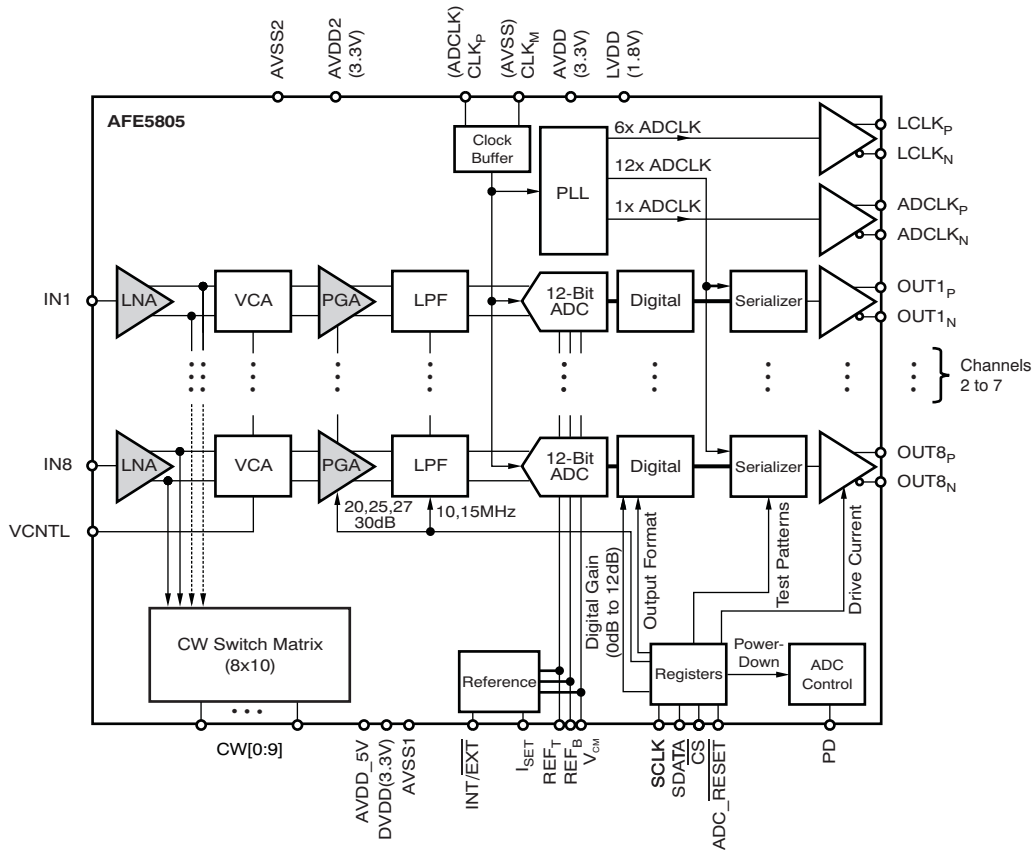 AVSS2
AVDD2
(3.3V)
(ADCLK)
CLKP
(AVSS)
CLKM
AVDD
(3.3V)
LVDD
(1.8V)
AFE5805
Clock
Buffer
PLL
6x ADCLK
12x ADCLK
1x ADCLK
LCLKP
LCLKN
ADCLKP
ADCLKN
IN1
LNA
VCA
PGA
LPF
12-Bit
ADC
Digital
Serializer
OUT1P
OUT1N
Channels
2 to 7
IN8
LNA
VCA
PGA
LPF
12-Bit
ADC
Digital
Serializer
OUT8P
OUT8N
VCNTL
20,25,27
30dB
10,15MHz
Digital Gain
(0dB to 12dB)
Output Format
Test Patterns
Drive Current
CW Switch Matrix
(8x10)
Reference
Registers
Power-
Down
ADC
Control
CW[0:9]
AVDD_5V
DVDD(3.3V)
AVSS1
INT/EXT
ISET
REFT
REFB
VCM
SCLK
SDATA
CS
ADC_RESET
PD